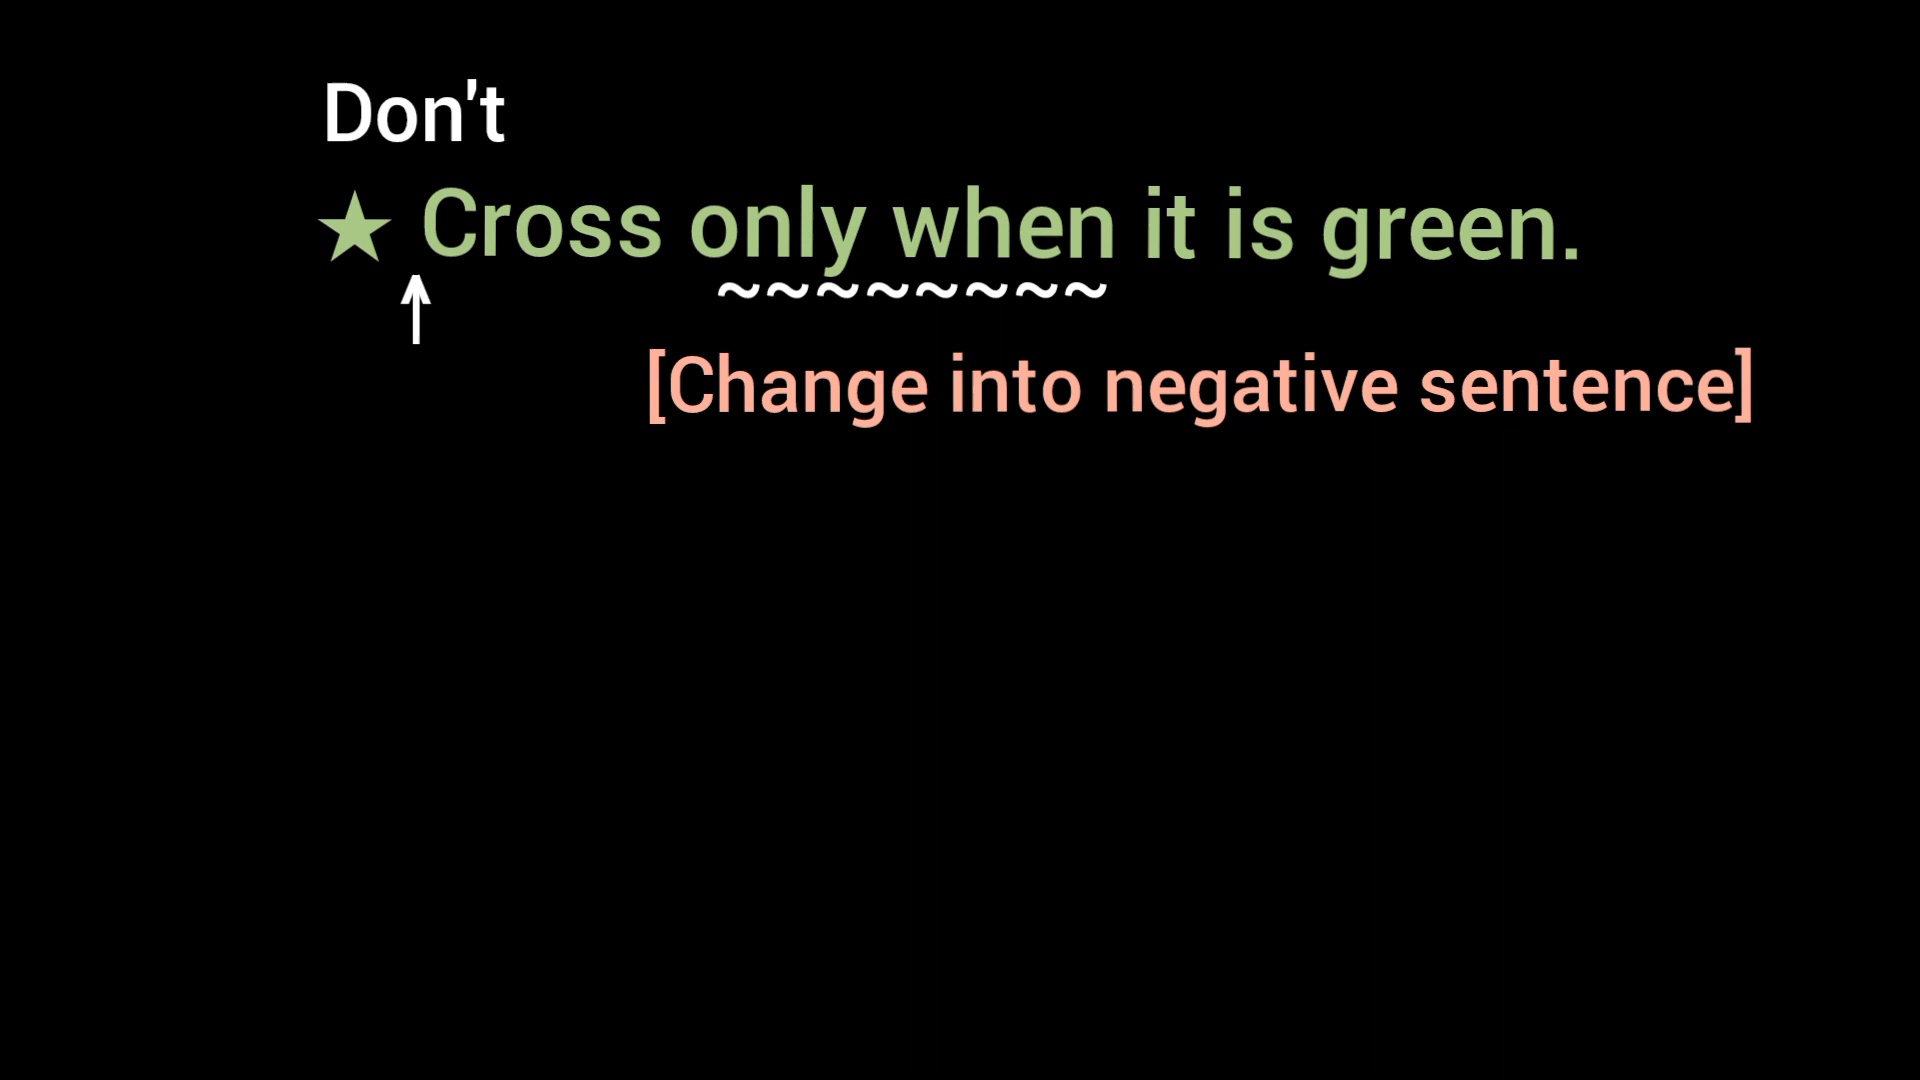 Don't
★ Cross only when it is green.
↑ ~~~~~~~~
[Change into negative sentence]